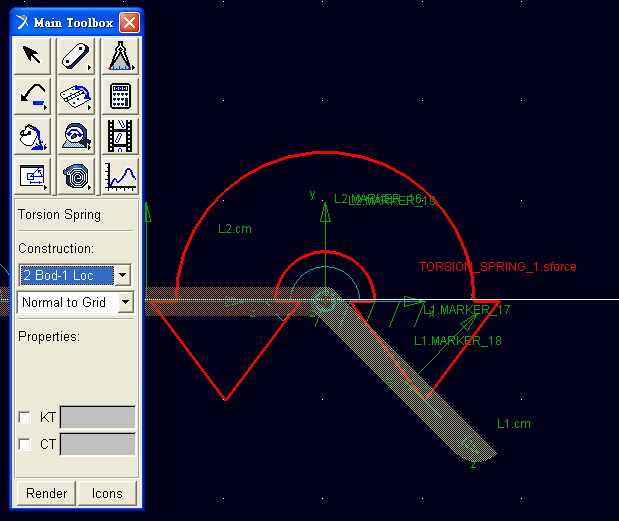 Main Toolbox
Torsion Spring
Construction:
2 Bod-1 Loc
Normal to Grid
Properties:
KT
CT
Render
Icons
y
L2.MARKER_16
L2.MARKER_19
L2.cm
TORSION_SPRING_1.sforce
z
z
x
L1.MARKER_17
L1.MARKER_18
L1.cm
z